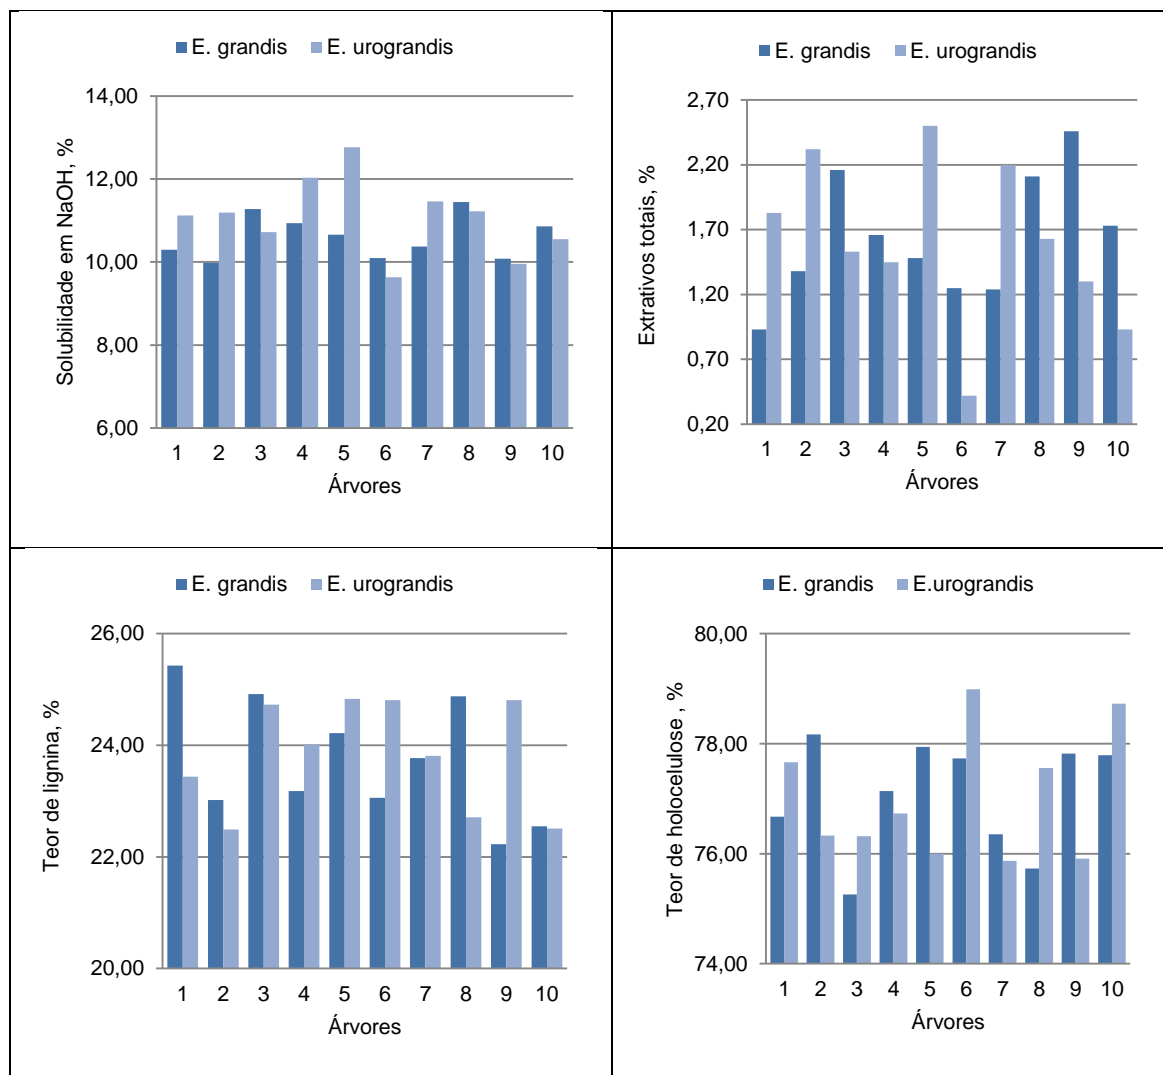 E. grandis E. urograndis
14,00
12,00
10,00
8,00
6,00
Solubilidade em NaOH, %
1 2 3 4 5 6 7 8 9 10
Árvores
E. grandis E. urograndis
2,70
2,20
1,70
1,20
0,70
0,20
Extrativos totais, %
1 2 3 4 5 6 7 8 9 10
Árvores
E. grandis E. urograndis
26,00
24,00
22,00
20,00
Teor de lignina, %
1 2 3 4 5 6 7 8 9 10
Árvores
E. grandis E.urograndis
80,00
78,00
76,00
74,00
Teor de holocelulose , %
1 2 3 4 5 6 7 8 9 10
Árvores